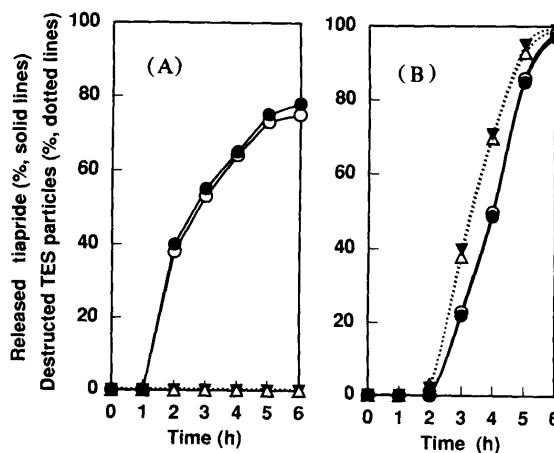 Released tiapride (%, solid lines)
Destructed TES particles (%, dotted lines)
100
80
60
40
20
0
(A)
0 1 2 3 4 5 6
Time (h)
100
80
60
40
20
0
(B)
0 1 2 3 4 5 6
Time (h)